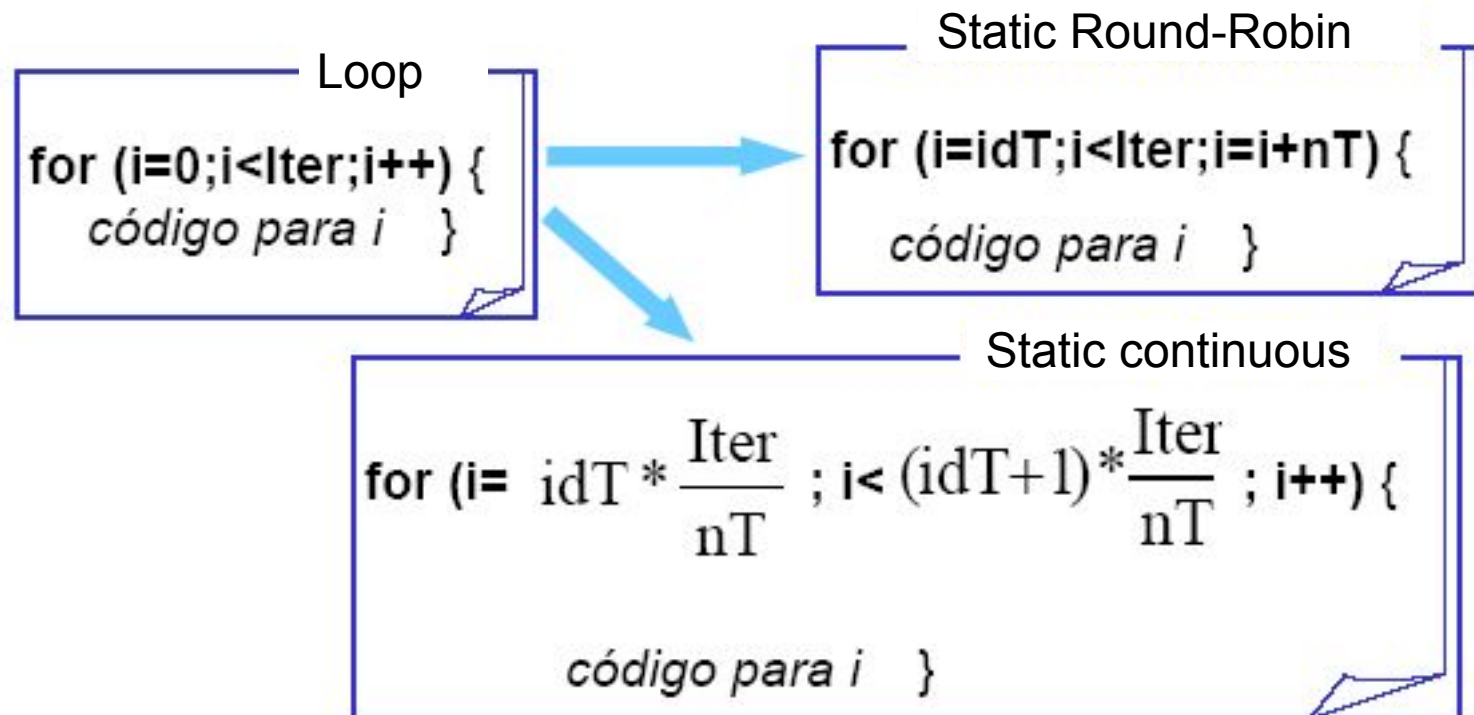 Loop
for (i=0;i<Iter;i++) {
código para i }
Static Round-Robin
for (i=idT;i<Iter;i=i+nT) {
código para i }
Static continuous
for (i= idT * Iter/nT ; i< (idT+1) * Iter/nT ; i++) {
código para i }